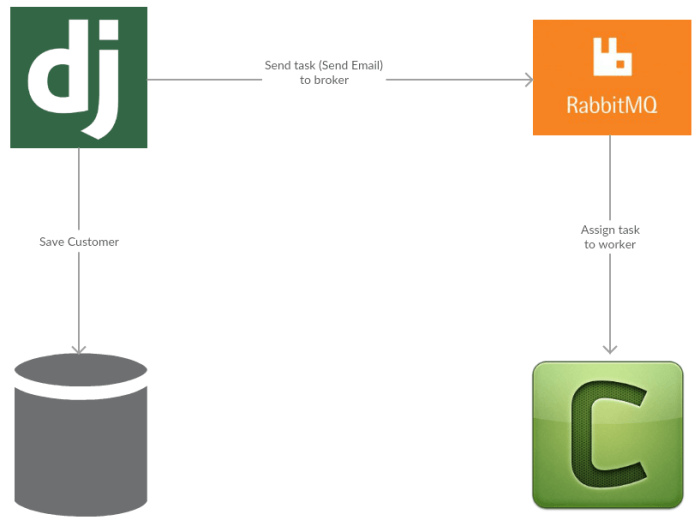 dj
Send task (Send Email)
to broker
RabbitMQ
Save Customer
Assign task
to worker
C